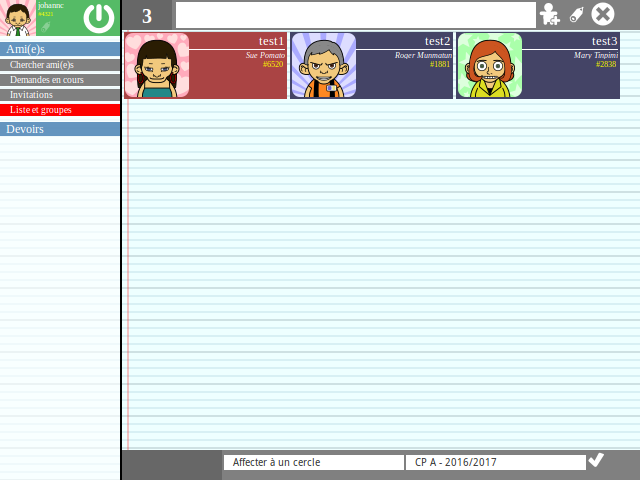 johannc
#4321
Ami(e)s
Chercher ami(e)s
Demandes en cours
Invitations
Liste et groupes
Devoirs
3
test1
Sue Pomato
#6520
test2
Roger Munmatun
#1881
test3
Mary Tinpimi
#2838
Affecter à un cercle
CP A - 2016/2017